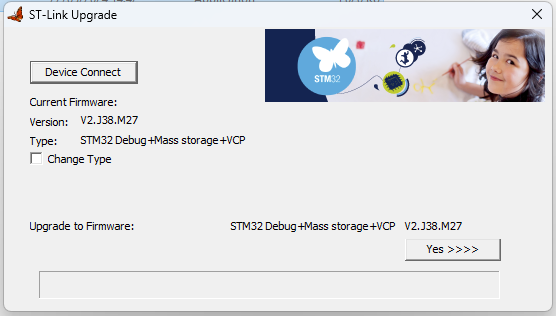 ST-Link Upgrade
STM32
Device Connect
Current Firmware:
Version: V2.J38.M27
Type: STM32 Debug+Mass storage+VCP
Change Type
Upgrade to Firmware: STM32 Debug+Mass storage+VCP V2.J38.M27
Yes >>>>